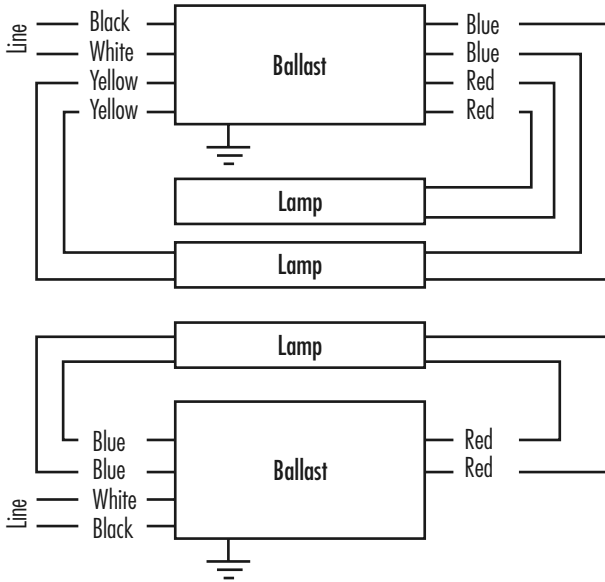 Line
Black
White
Yellow
Yellow
Ballast
Blue
Blue
Red
Red
Lamp
Lamp
Lamp
Blue
Blue
White
Black
Line
Ballast
Red
Red